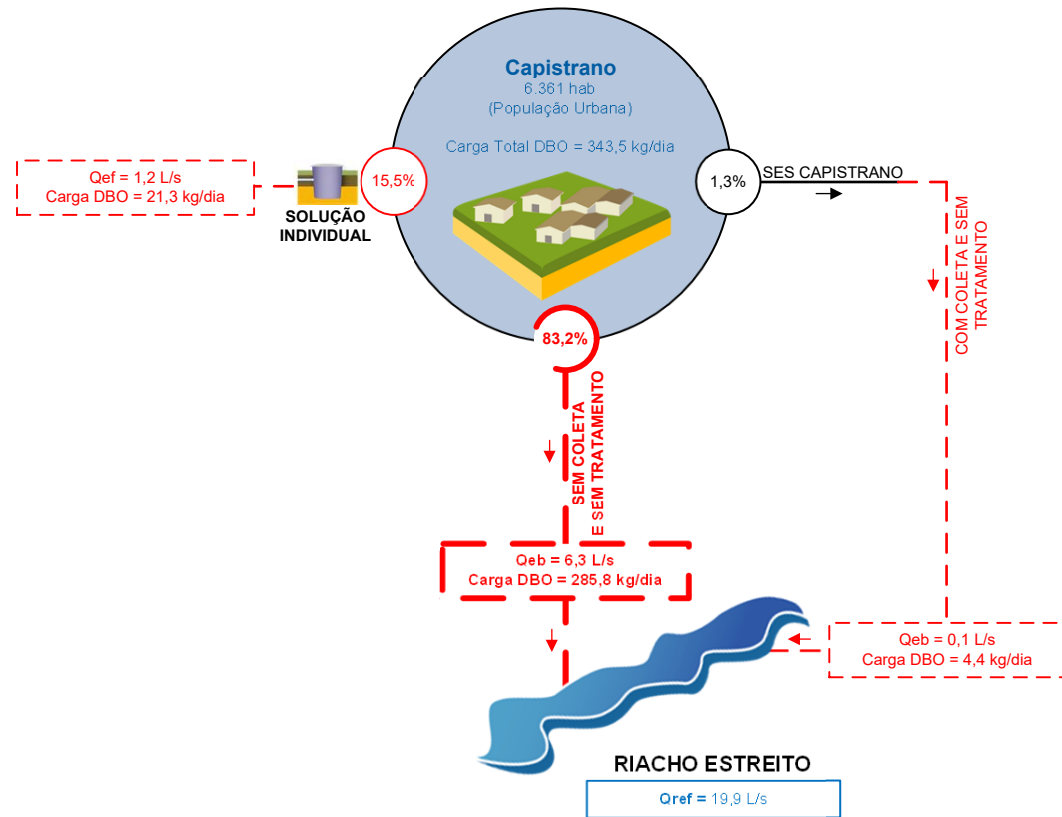 Capistrano
6.361 hab
(População Urbana)
Carga Total DBO = 343,5 kg/dia
Qef = 1,2 L/s
Carga DBO = 21,3 kg/dia
SOLUÇÃO
INDIVIDUAL
15,5%
1,3%
SES CAPISTRANO
COM COLETA E SEM
TRATAMENTO
83,2%
SEM COLETA
E SEM TRATAMENTO
Qeb = 6,3 L/s
Carga DBO = 285,8 kg/dia
Qeb = 0,1 L/s
Carga DBO = 4,4 kg/dia
RIACHO ESTREITO
Qref = 19,9 L/s